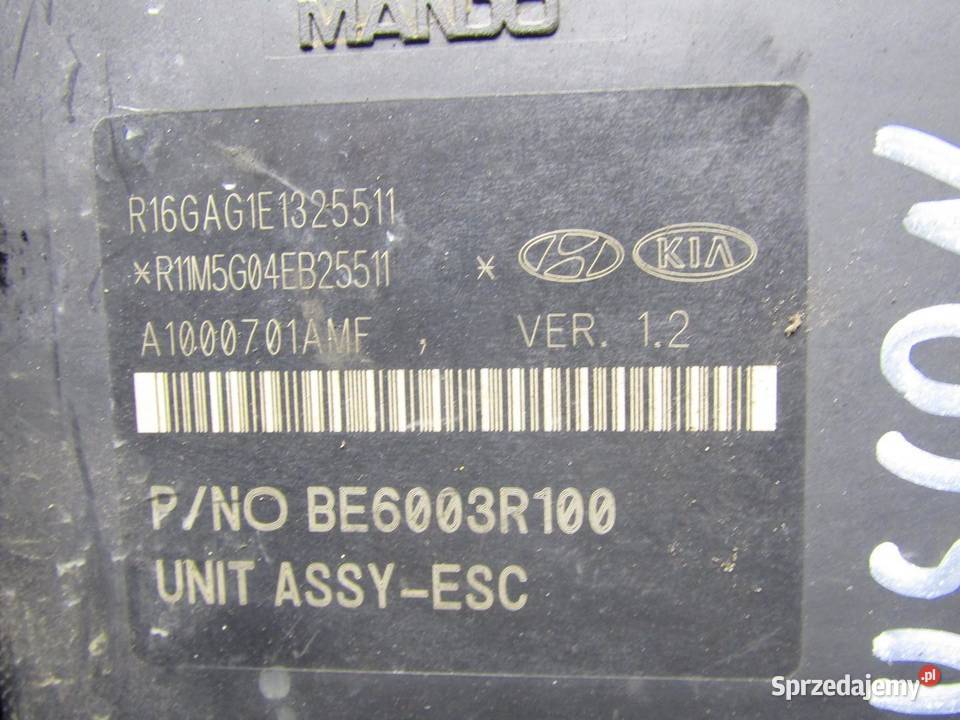 MANDO
R16GAG1E1325511
*R11M5G04EB25511 *
KIA
A1000701AMF , VER. 1.2
P/NO BE6003R100
UNIT ASSY-ESC
Sprzedajemy.pl